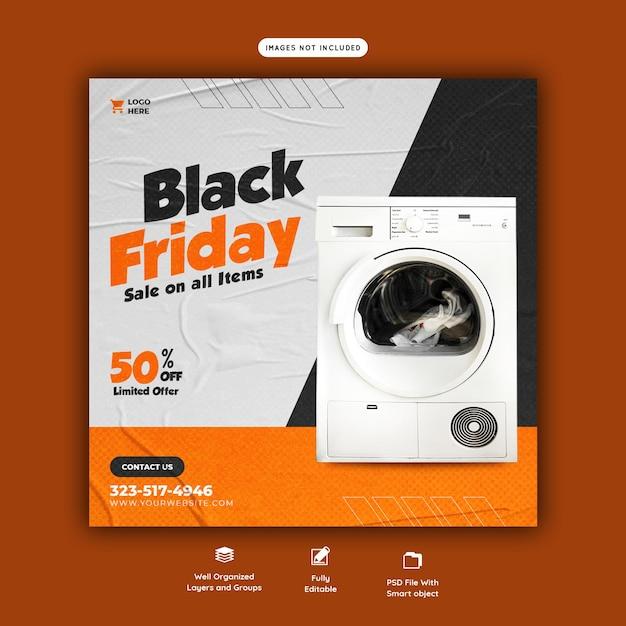 IMAGES NOT INCLUDED
LOGO
HERE
Black
Friday
Sale on all Items
50% OFF
Limited Offer
CONTACT US
323-517-4946
WWW.YOURWEBSITE.COM
Well Organized
Layers and Groups
Fully
Editable
PSD File With
Smart object